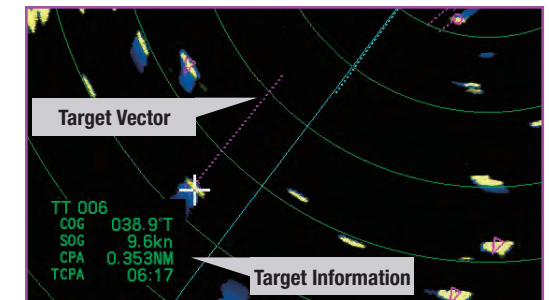 Target Vector
TT 006
COG 038.9°T
SOG 9.6kn
CPA 0.353NM
TCPA 06:17
Target Information